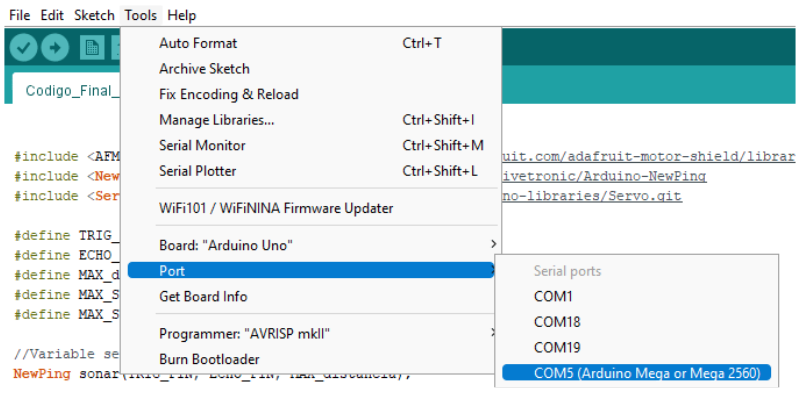 File Edit Sketch Tools Help
Auto Format Ctrl+T
Archive Sketch
Codigo_Final_
Fix Encoding & Reload
Manage Libraries... Ctrl+Shift+I
Serial Monitor Ctrl+Shift+M
#include <AFM uit.com/adafruit-motor-shield/librar
Serial Plotter Ctrl+Shift+L
#include <New ivetronic/Arduino-NewPing
#include <Ser no-libraries/Servo.git
WiFi101 / WiFiNINA Firmware Updater
#define TRIG_
Board: "Arduino Uno"
#define ECHO_
Port
#define MAX_d
Serial ports
#define MAX_S
Get Board Info
COM1
#define MAX_S
COM18
Programmer: "AVRISP mkII"
COM19
//Variable se
Burn Bootloader
NewPing sonar(TRIG_PIN, ECHO_PIN, MAX_distancia);
COM5 (Arduino Mega or Mega 2560)